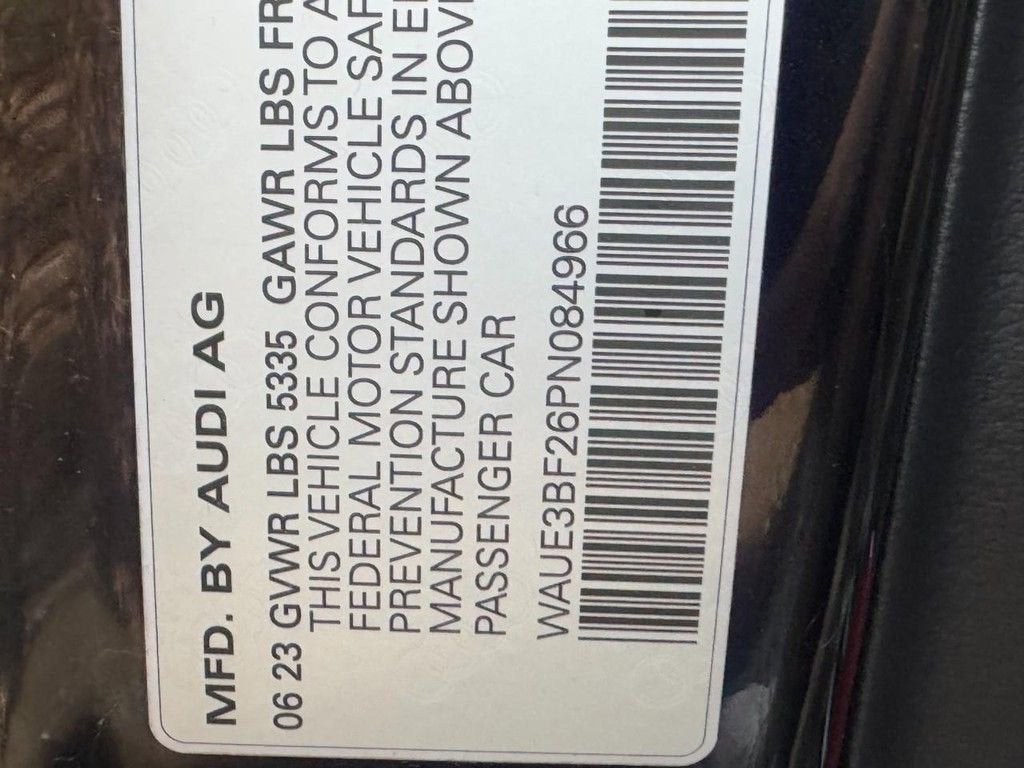 MFD. BY AUDI AG
06 23 GVWR LBS 5335 GAWR LBS FR
THIS VEHICLE CONFORMS TO A
FEDERAL MOTOR VEHICLE SAF
PREVENTION STANDARDS IN E
MANUFACTURE SHOWN ABOV
PASSENGER CAR
WAUE3BF26PN084966